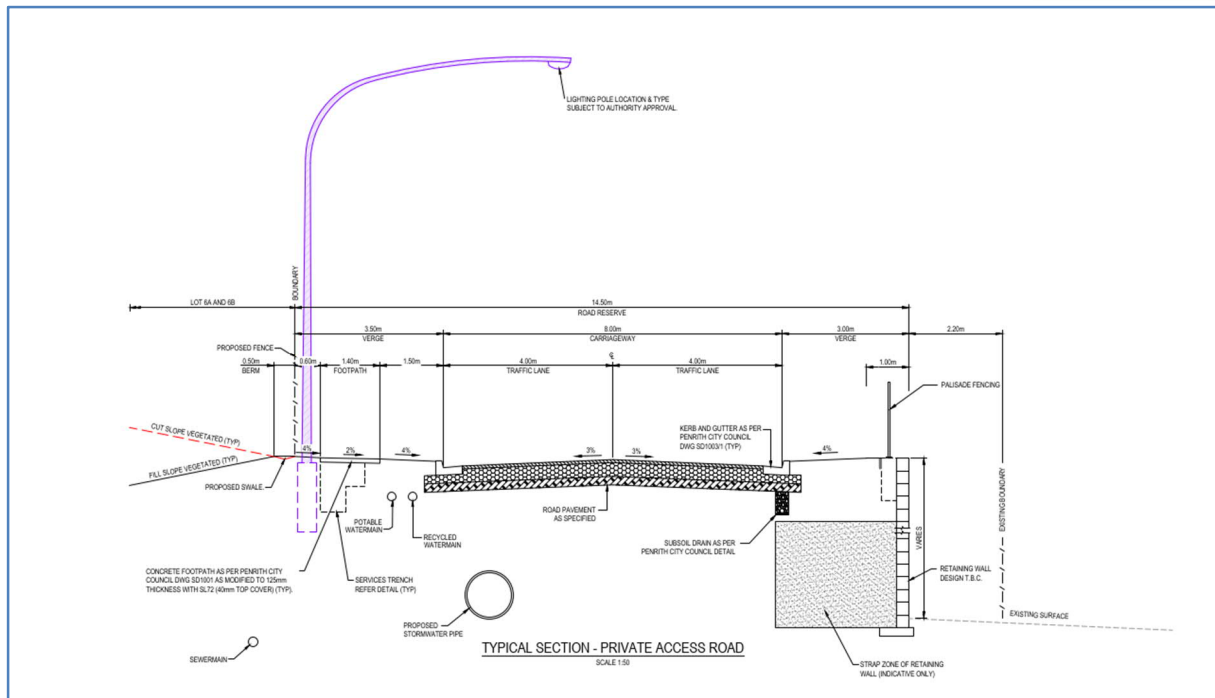 LIGHTING POLE LOCATION & TYPE
SUBJECT TO AUTHORITY APPROVAL.
LOT 6A AND 6B
BOUNDARY
14.50m
ROAD RESERVE
3.50m
VERGE
8.00m
CARRIAGEWAY
3.00m
VERGE
2.20m
PROPOSED FENCE
0.50m
BERM
0.60m
1.40m
FOOTPATH
1.50m
4.00m
TRAFFIC LANE
℄
4.00m
TRAFFIC LANE
1.00m
PALISADE FENCING
CUT SLOPE VEGETATED (TYP)
FILL SLOPE VEGETATED (TYP)
PROPOSED SWALE.
4%
2%
4%
3%
3%
4%
KERB AND GUTTER AS PER
PENRITH CITY COUNCIL
DWG SD1003/1 (TYP)
POTABLE
WATERMAIN
RECYCLED
WATERMAIN
ROAD PAVEMENT
AS SPECIFIED
SUBSOIL DRAIN AS PER
PENRITH CITY COUNCIL DETAIL
VARIES
EXISTING BOUNDARY
CONCRETE FOOTPATH AS PER PENRITH CITY
COUNCIL DWG SD1001 AS MODIFIED TO 125mm
THICKNESS WITH SL72 (40mm TOP COVER) (TYP).
SERVICES TRENCH
REFER DETAIL (TYP)
RETAINING WALL
DESIGN T.B.C.
EXISTING SURFACE
PROPOSED
STORMWATER PIPE
SEWERMAIN
TYPICAL SECTION - PRIVATE ACCESS ROAD
SCALE 1:50
STRAP ZONE OF RETAINING
WALL (INDICATIVE ONLY)